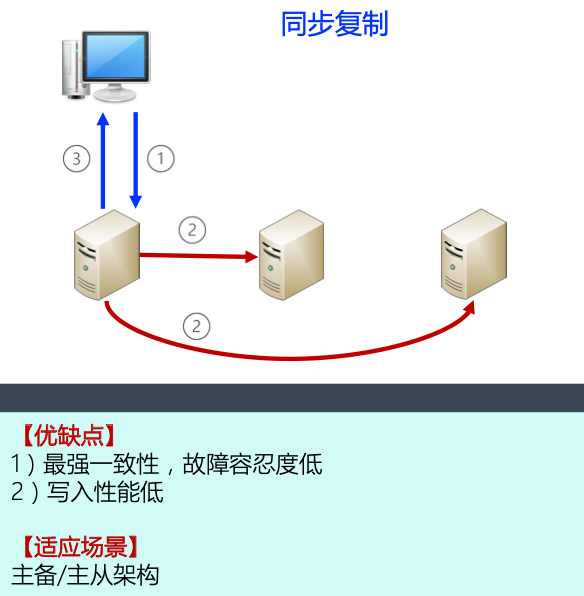 同步复制
③
①
②
②
【优缺点】
1）最强一致性，故障容忍度低
2）写入性能低
【适应场景】
主备/主从架构